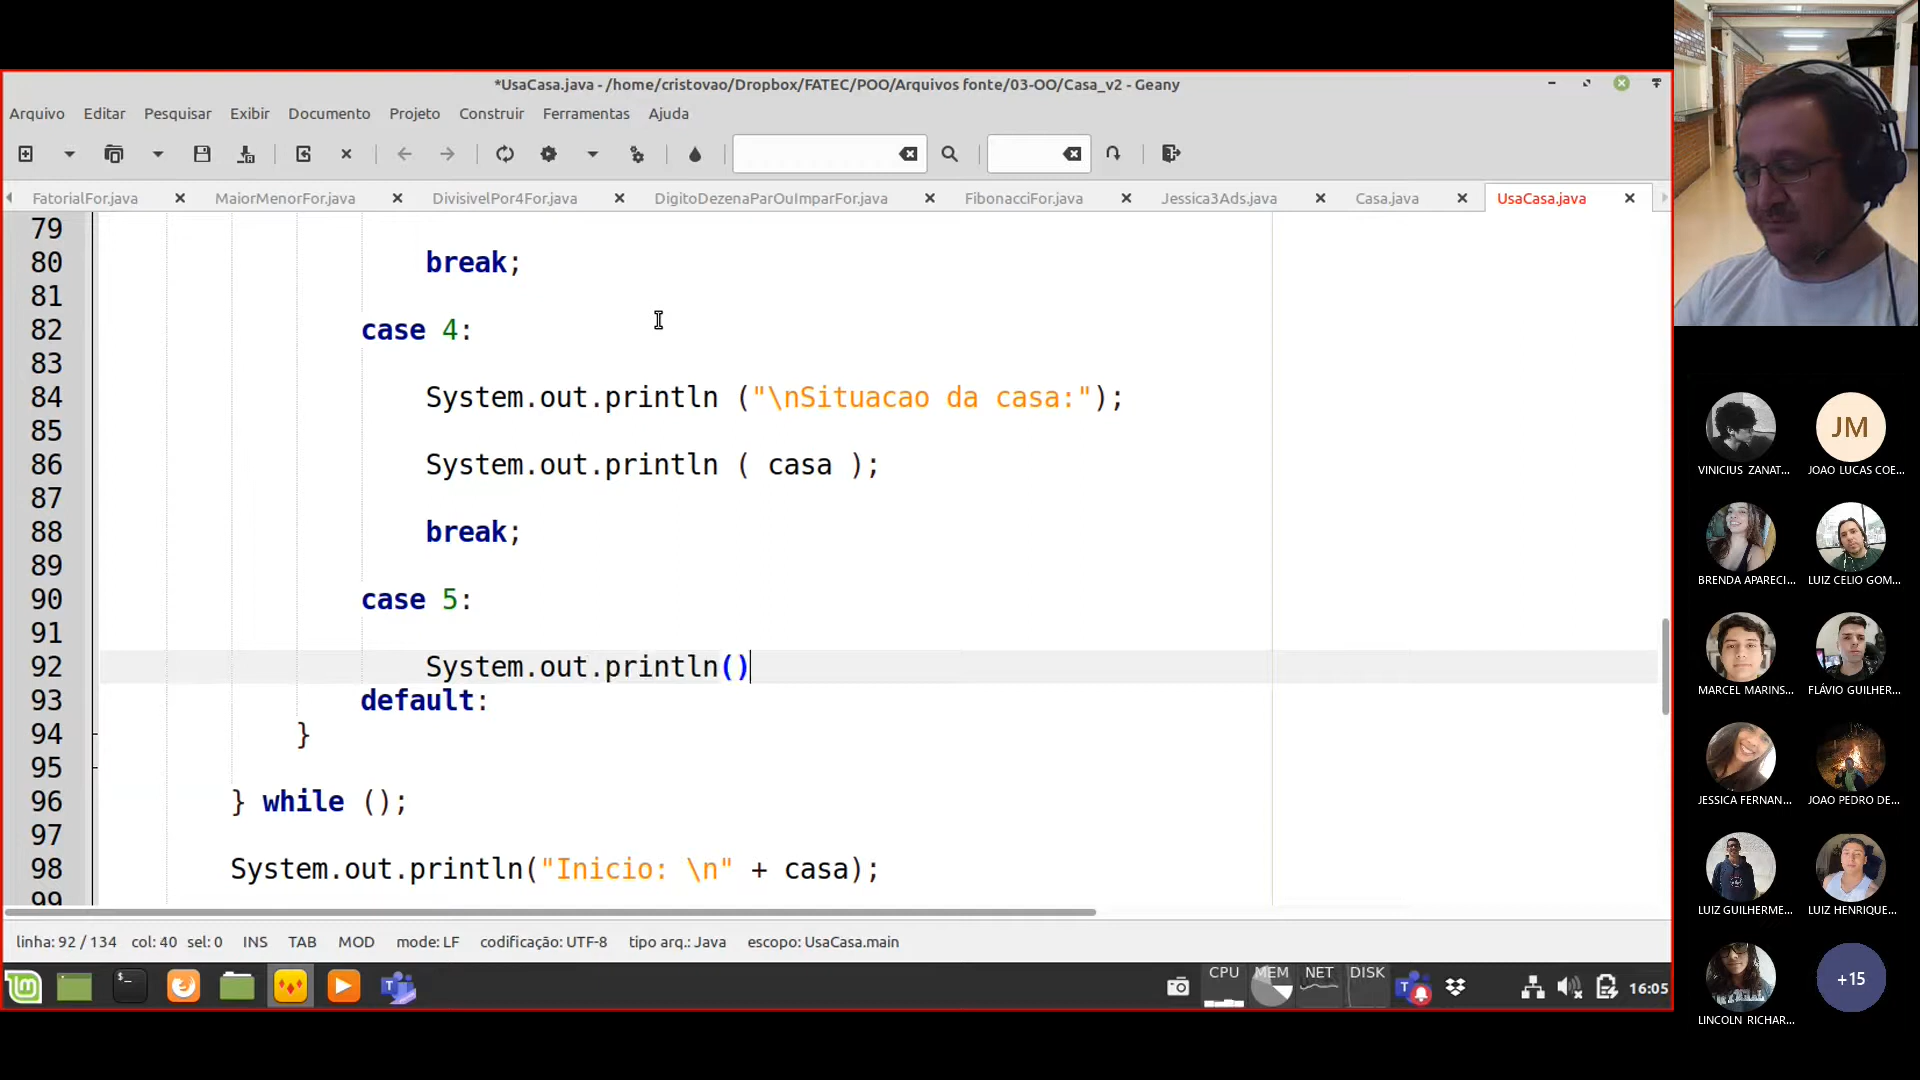 *UsaCasa.java - /home/cristovao/Dropbox/FATEC/POO/Arquivos fonte/03-OO/Casa_v2 - Geany
Arquivo Editar Pesquisar Exibir Documento Projeto Construir Ferramentas Ajuda
FatorialFor.java MaiorMenorFor.java DivisivelPor4For.java DigitoDezenaParOuImparFor.java FibonacciFor.java Jessica3Ads.java Casa.java UsaCasa.java
79
80 break;
81
82 case 4:
83
84 System.out.println ("\nSituacao da casa:");
85
86 System.out.println ( casa );
87
88 break;
89
90 case 5:
91
92 System.out.println()
93 default:
94 }
95
96 } while ();
97
98 System.out.println("Inicio: \n" + casa);
99
linha: 92 / 134 col: 40 sel: 0 INS TAB MOD mode: LF codificação: UTF-8 tipo arq.: Java escopo: UsaCasa.main
CPU MEM NET DISK 16:05
JM
VINICIUS ZANAT... JOAO LUCAS COE...
BRENDA APARECI... LUIZ CELIO GOM...
MARCEL MARINS... FLÁVIO GUILHER...
JESSICA FERNAN... JOAO PEDRO DE...
LUIZ GUILHERME... LUIZ HENRIQUE...
+15
LINCOLN RICHAR...